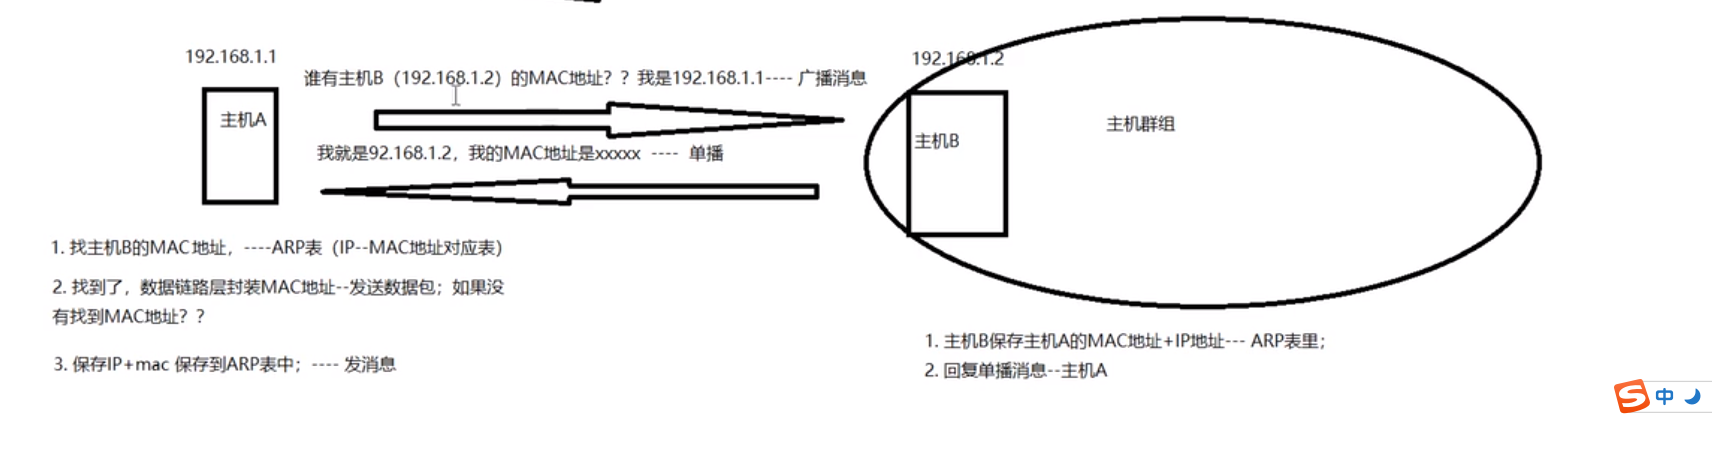 192.168.1.1
谁有主机B（192.168.1.2）的MAC地址？？我是192.168.1.1---- 广播消息
主机A
我就是92.168.1.2，我的MAC地址是xxxxx ---- 单播
192.168.1.2
主机B
主机群组
1. 找主机B的MAC地址，----ARP表（IP--MAC地址对应表）
2. 找到了，数据链路层封装MAC地址--发送数据包；如果没
有找到MAC地址？？
3. 保存IP+mac 保存到ARP表中；---- 发消息
1. 主机B保存主机A的MAC地址+IP地址--- ARP表里；
2. 回复单播消息--主机A
S 中